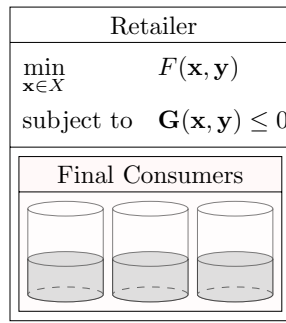 Retailer
min F(x, y)
x∈X
subject to G(x, y) ≤ 0
Final Consumers